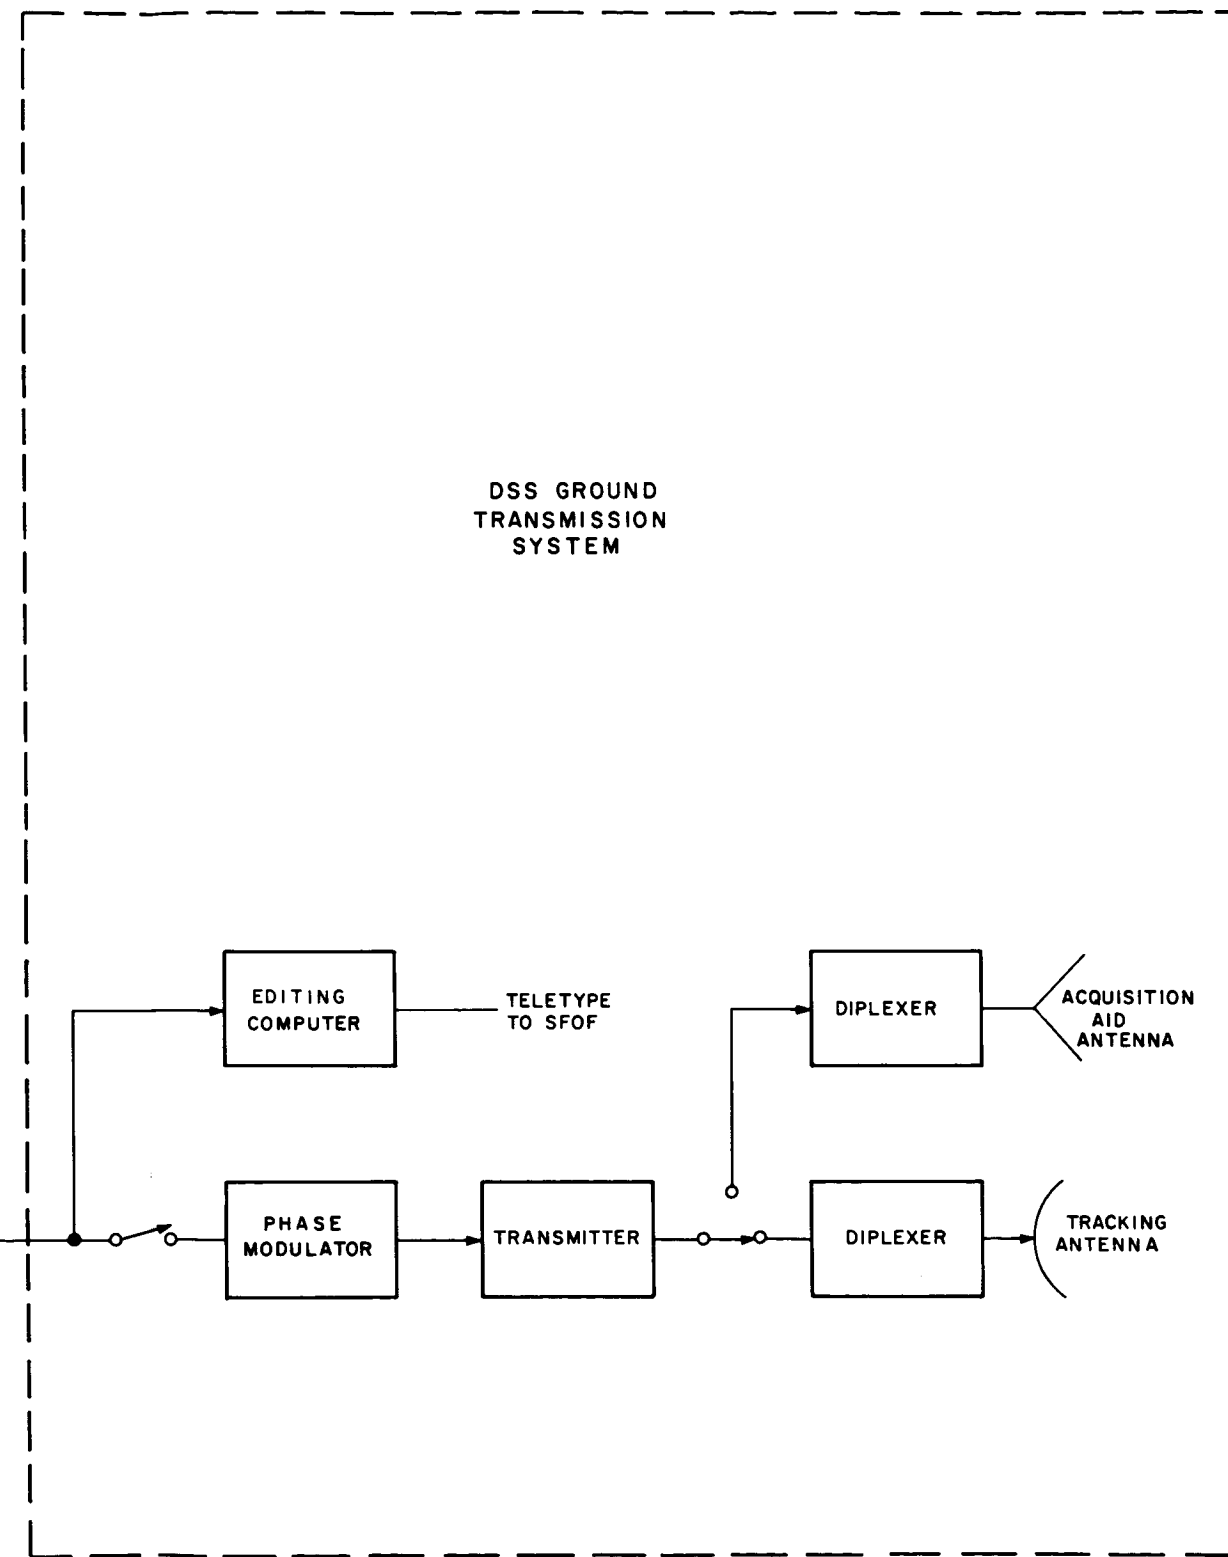 DSS GROUND
TRANSMISSION
SYSTEM
EDITING
COMPUTER
TELETYPE
TO SFOF
DIPLEXER
ACQUISITION
AID
ANTENNA
PHASE
MODULATOR
TRANSMITTER
DIPLEXER
TRACKING
ANTENNA